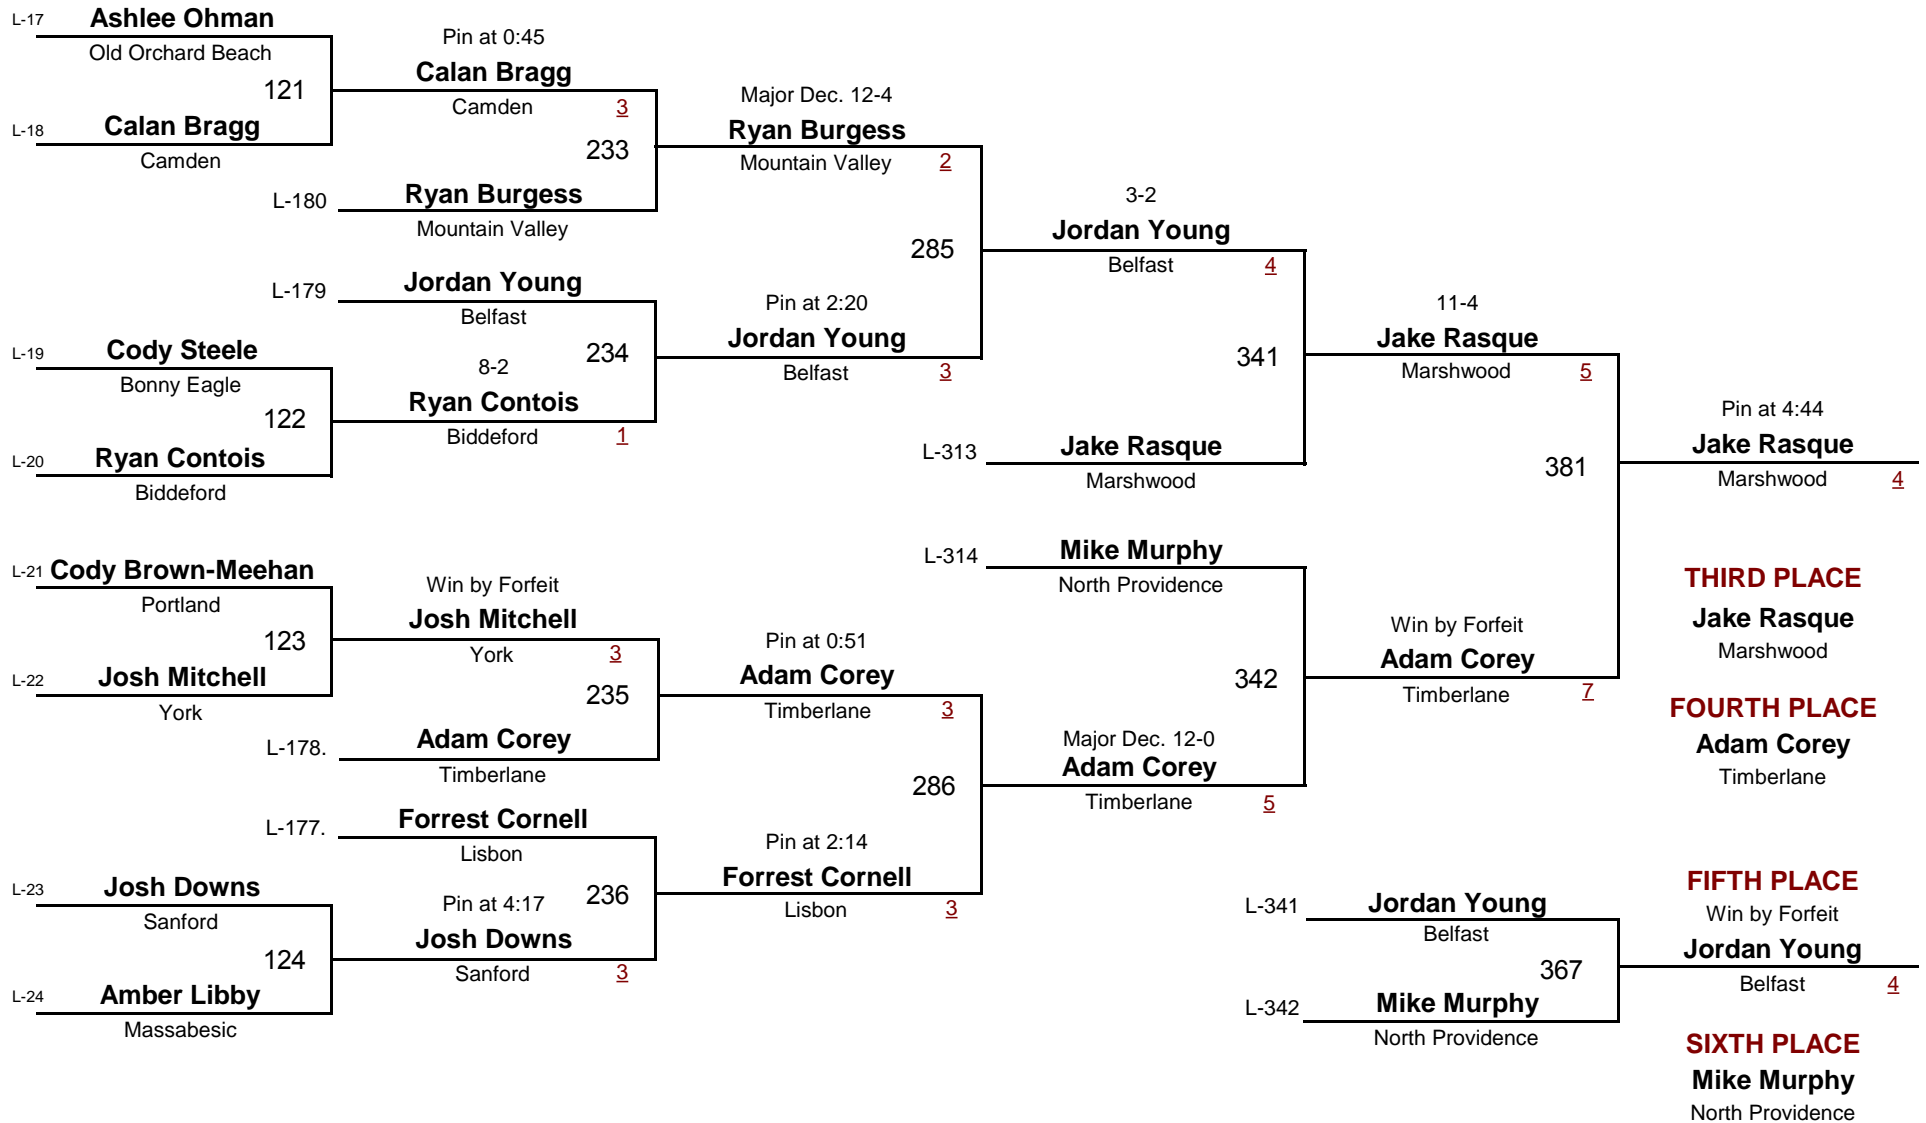 L-17 Ashlee Ohman
Old Orchard Beach
121
L-18 Calan Bragg
Camden
Pin at 0:45
Calan Bragg
Camden 3
233
L-180 Ryan Burgess
Mountain Valley
Major Dec. 12-4
Ryan Burgess
Mountain Valley 2
285
L-179 Jordan Young
Belfast
234
L-19 Cody Steele
Bonny Eagle
122
L-20 Ryan Contois
Biddeford
8-2
Ryan Contois
Biddeford 1
Pin at 2:20
Jordan Young
Belfast 3
3-2
Jordan Young
Belfast 4
341
L-313 Jake Rasque
Marshwood
11-4
Jake Rasque
Marshwood 5
381
Pin at 4:44
Jake Rasque
Marshwood 4
L-21 Cody Brown-Meehan
Portland
123
L-22 Josh Mitchell
York
Win by Forfeit
Josh Mitchell
York 3
235
L-178. Adam Corey
Timberlane
Pin at 0:51
Adam Corey
Timberlane 3
286
L-177. Forrest Cornell
Lisbon
236
L-23 Josh Downs
Sanford
124
L-24 Amber Libby
Massabesic
Pin at 4:17
Josh Downs
Sanford 3
Pin at 2:14
Forrest Cornell
Lisbon 3
L-314 Mike Murphy
North Providence
342
Major Dec. 12-0
Adam Corey
Timberlane 5
Win by Forfeit
Adam Corey
Timberlane 7
THIRD PLACE
Jake Rasque
Marshwood
FOURTH PLACE
Adam Corey
Timberlane
L-341 Jordan Young
Belfast
367
L-342 Mike Murphy
North Providence
FIFTH PLACE
Win by Forfeit
Jordan Young
Belfast 4
SIXTH PLACE
Mike Murphy
North Providence